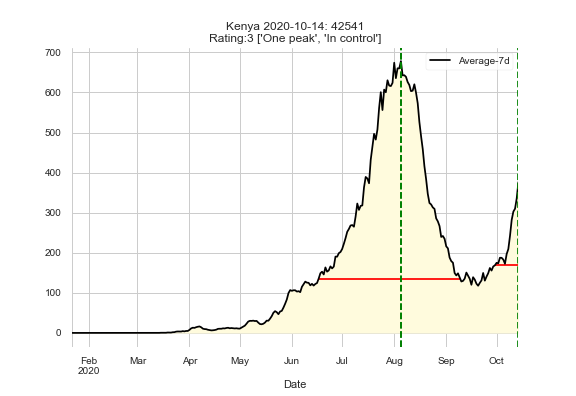 Kenya 2020-10-14: 42541
Rating:3 ['One peak', 'In control']
700
600
500
400
300
200
100
0
Average-7d
Feb
2020
Mar
Apr
May
Jun
Jul
Aug
Sep
Oct
Date